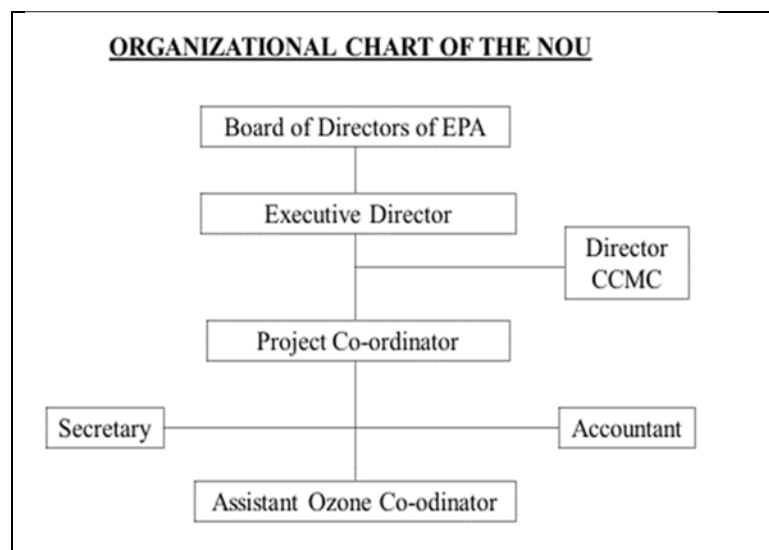 ORGANIZATIONAL CHART OF THE NOU
Board of Directors of EPA
Executive Director
Director
CCMC
Project Co-ordinator
Secretary
Accountant
Assistant Ozone Co-odinator